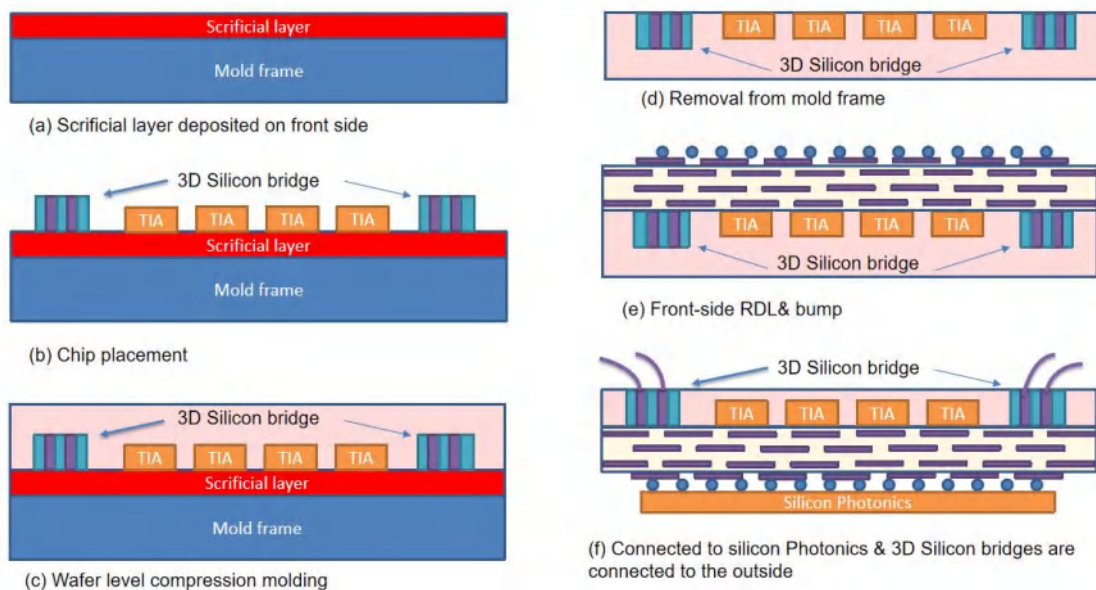 Scrificial layer
Mold frame
(a) Scrificial layer deposited on front side
3D Silicon bridge
TIA TIA TIA TIA
Scrificial layer
Mold frame
(b) Chip placement
3D Silicon bridge
TIA TIA TIA TIA
Scrificial layer
Mold frame
(c) Wafer level compression molding
TIA TIA TIA TIA
3D Silicon bridge
(d) Removal from mold frame
TIA TIA TIA TIA
3D Silicon bridge
(e) Front-side RDL& bump
3D Silicon bridge
TIA TIA TIA TIA
Silicon Photonics
(f) Connected to silicon Photonics & 3D Silicon bridges are
connected to the outside